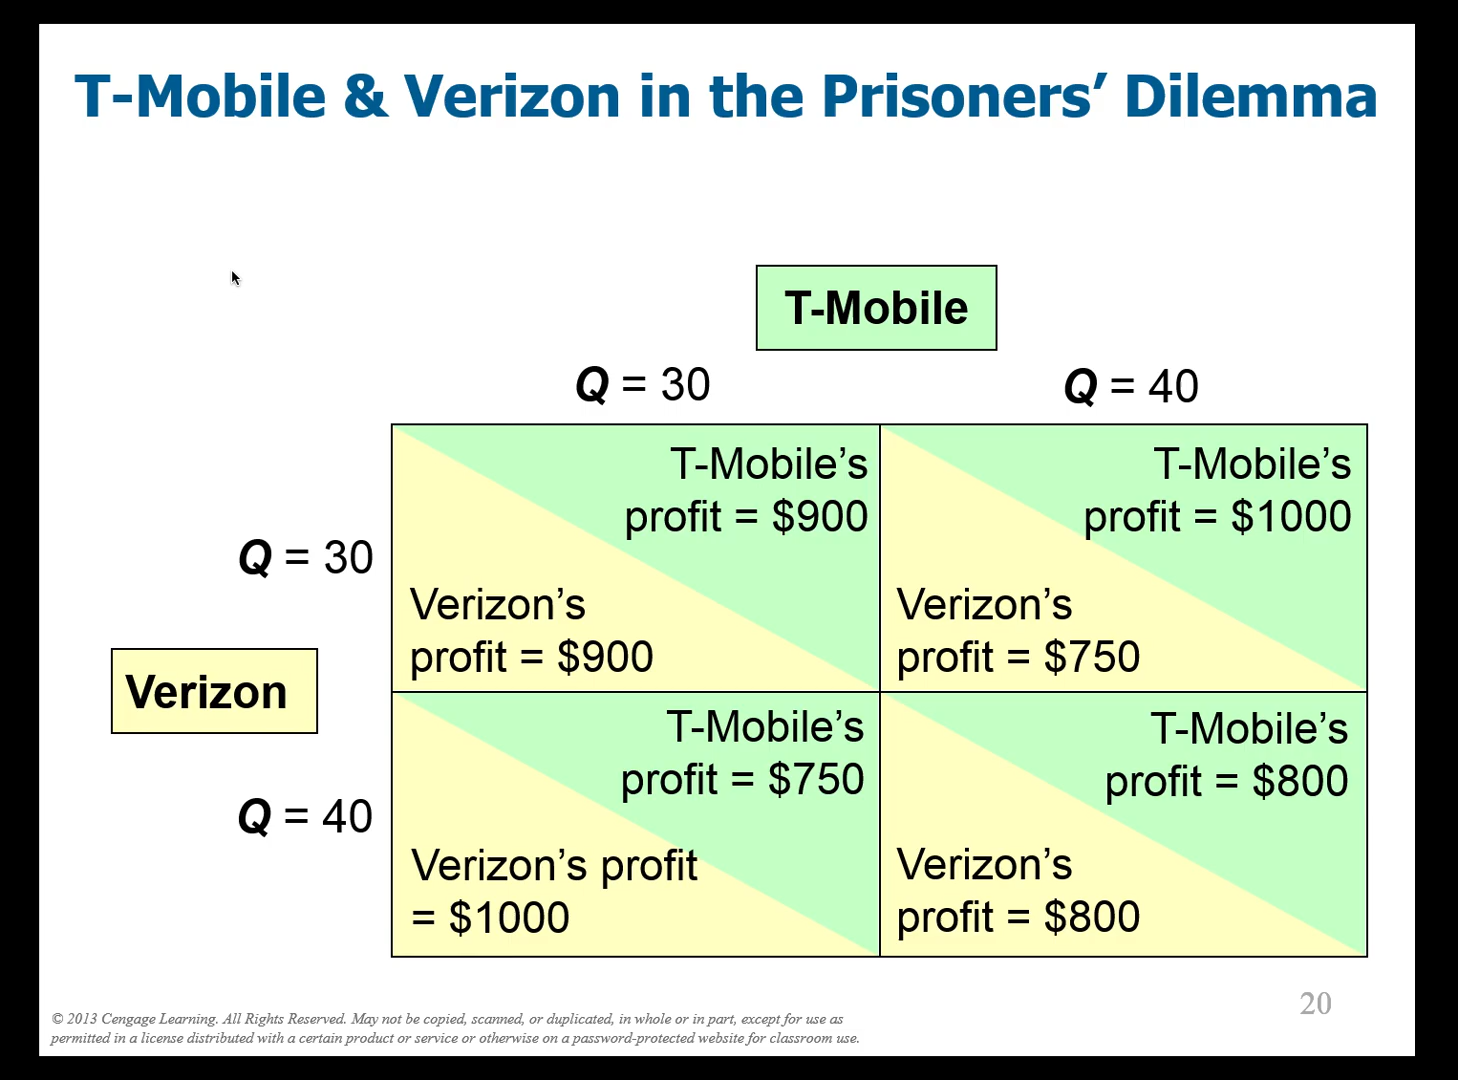 T-Mobile & Verizon in the Prisoners’ Dilemma
T-Mobile
Q = 30
Q = 40
Q = 30
T-Mobile’s
profit = $900
Verizon’s
profit = $900
T-Mobile’s
profit = $1000
Verizon’s
profit = $750
Verizon
Q = 40
T-Mobile’s
profit = $750
Verizon’s profit
= $1000
T-Mobile’s
profit = $800
Verizon’s
profit = $800
20
© 2013 Cengage Learning. All Rights Reserved. May not be copied, scanned, or duplicated, in whole or in part, except for use as
permitted in a license distributed with a certain product or service or otherwise on a password-protected website for classroom use.